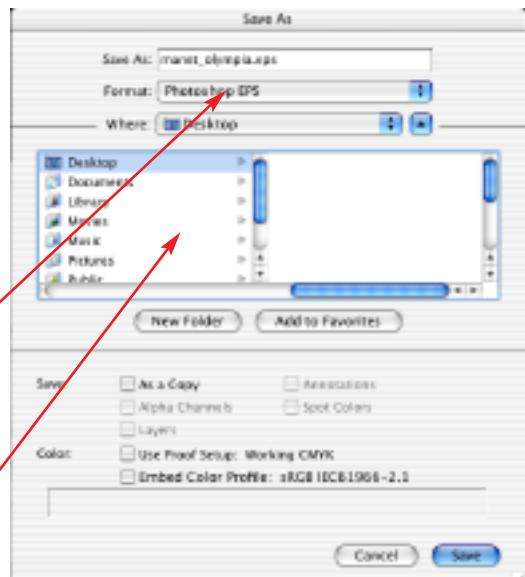 Save As
Save As: manet_olympia.eps
Format: Photoshop EPS
Where: Desktop
Desktop
Documents
Library
Movies
Music
Pictures
Public
New Folder Add to Favorites
Save: As a Copy Annotations
Alpha Channels Spot Colors
Layers
Color: Use Proof Setup: Working CMYK
Embed Color Profile: sRGB IEC61966-2.1
Cancel Save